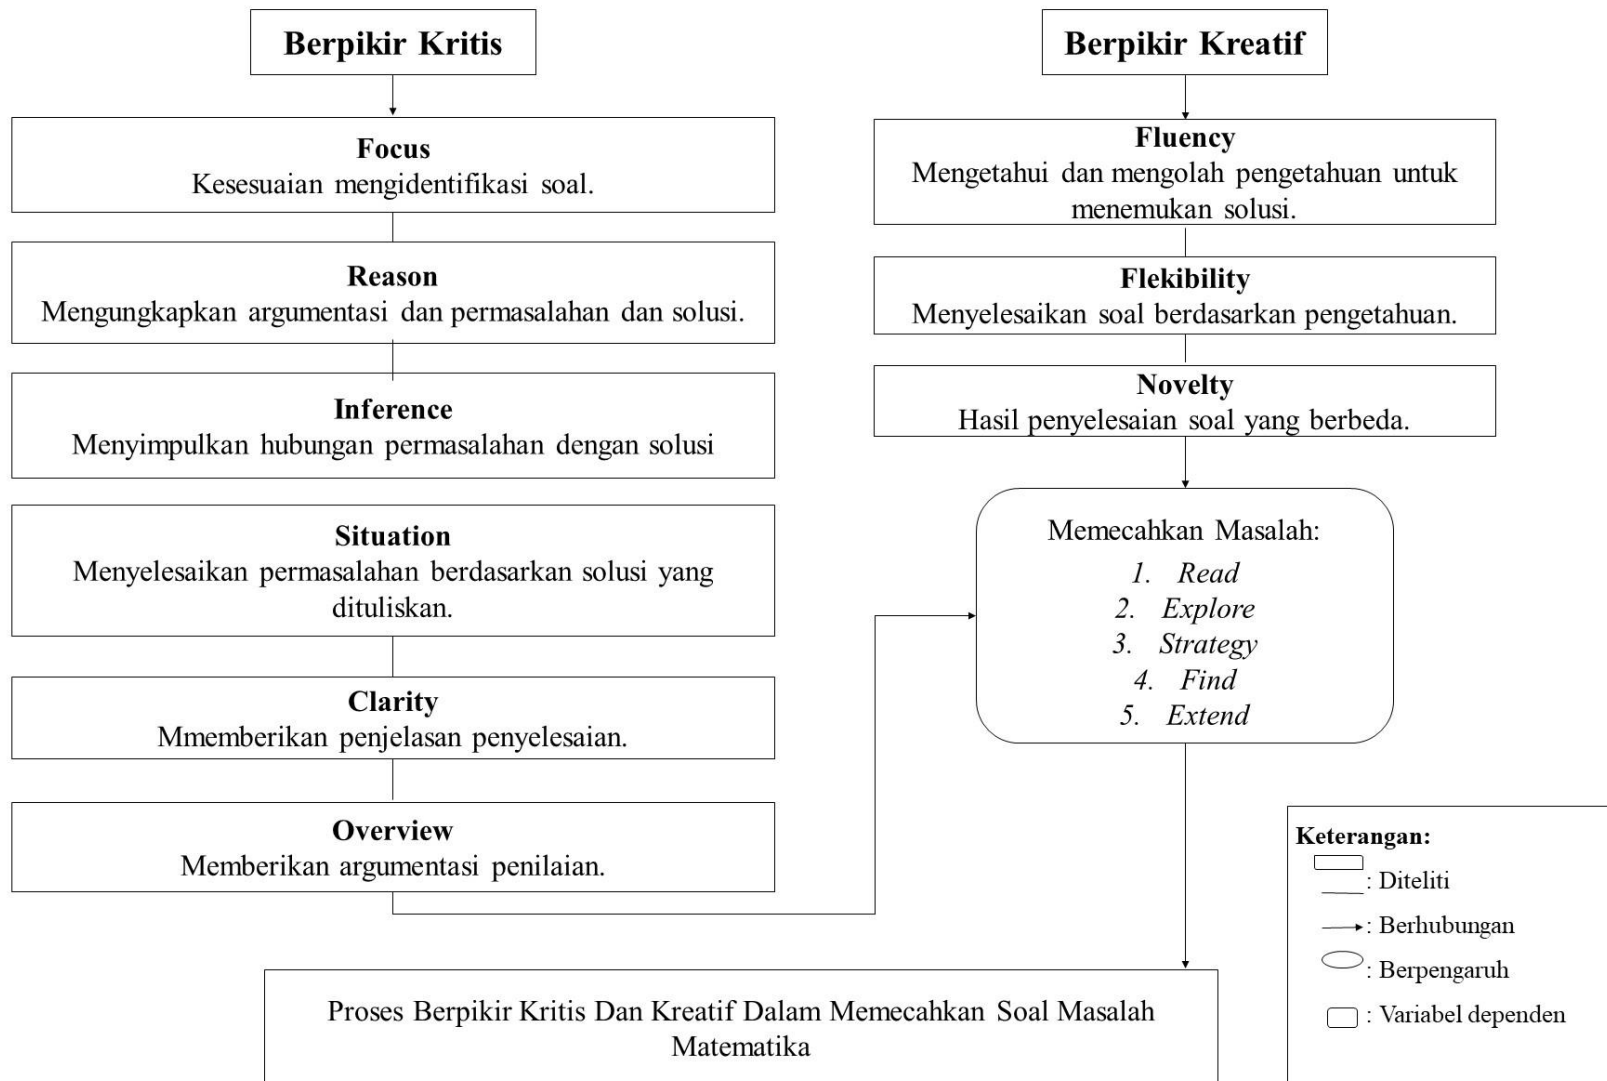 Berpikir Kritis
Focus
Kesesuaian mengidentifikasi soal.
Reason
Mengungkapkan argumentasi dan permasalahan dan solusi.
Inference
Menyimpulkan hubungan permasalahan dengan solusi
Situation
Menyelesaikan permasalahan berdasarkan solusi yang
dituliskan.
Clarity
Mmemberikan penjelasan penyelesaian.
Overview
Memberikan argumentasi penilaian.
Berpikir Kreatif
Fluency
Mengetahui dan mengolah pengetahuan untuk
menemukan solusi.
Flekibility
Menyelesaikan soal berdasarkan pengetahuan.
Novelty
Hasil penyelesaian soal yang berbeda.
Memecahkan Masalah:
1. Read
2. Explore
3. Strategy
4. Find
5. Extend
Proses Berpikir Kritis Dan Kreatif Dalam Memecahkan Soal Masalah
Matematika
Keterangan:
: Diteliti
: Berhubungan
: Berpengaruh
: Variabel dependen